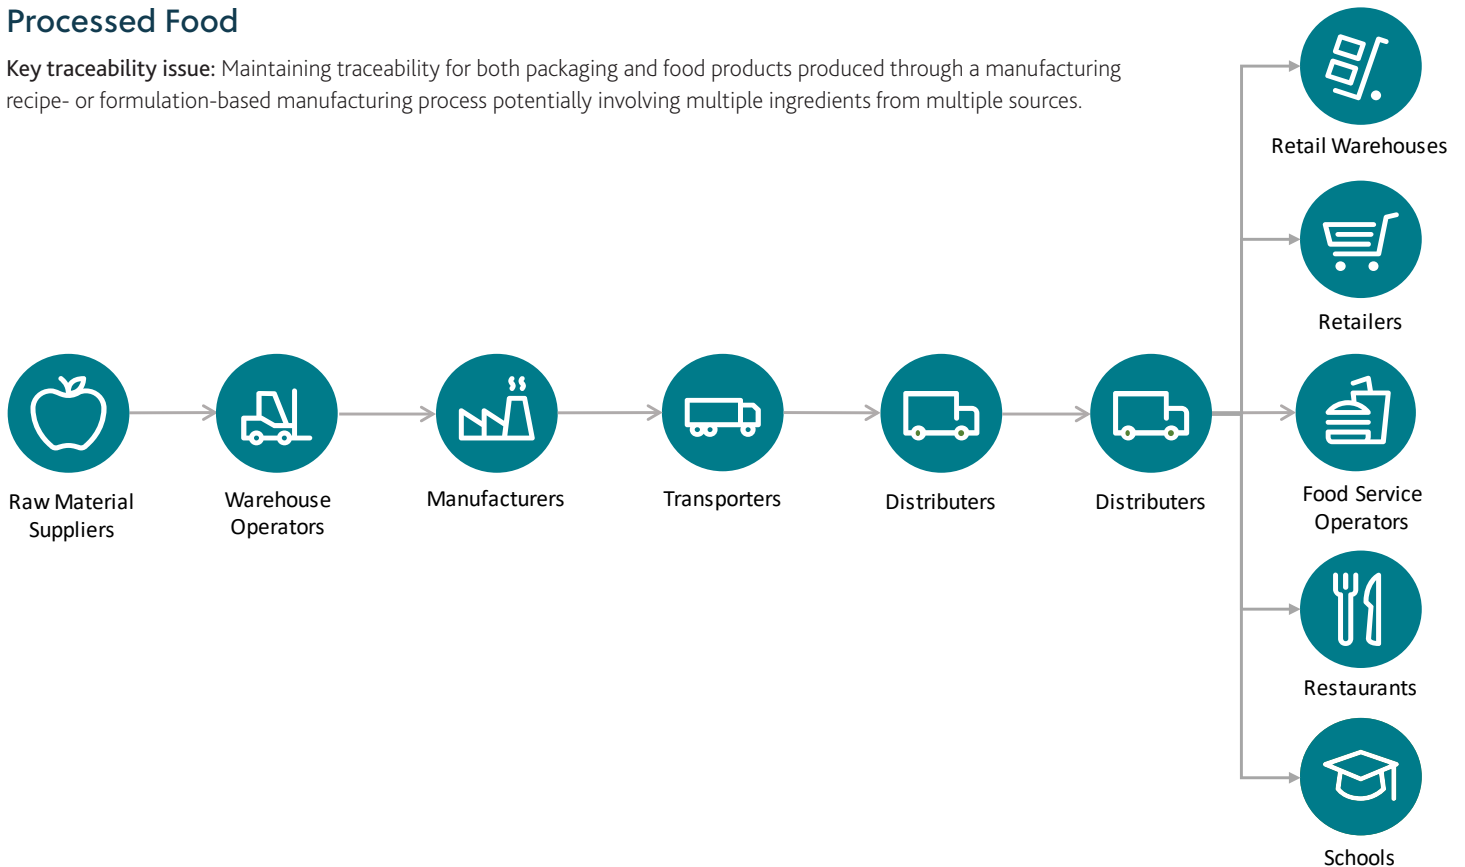 Processed Food
Key traceability issue: Maintaining traceability for both packaging and food products produced through a manufacturing
recipe- or formulation-based manufacturing process potentially involving multiple ingredients from multiple sources.
Retail Warehouses
Retailers
Raw Material
Suppliers
Warehouse
Operators
Manufacturers
Transporters
Distributers
Distributers
Food Service
Operators
Restaurants
Schools